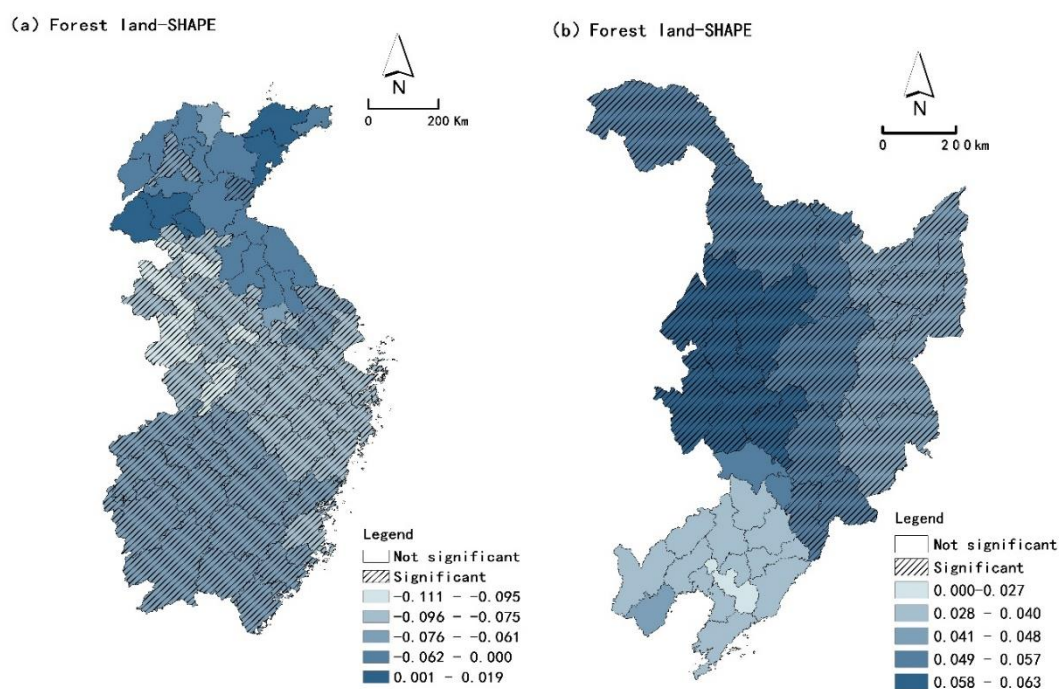 (a) Forest land-SHAPE
N
0 200 Km
Legend
Not significant
Significant
-0.111 - -0.095
-0.096 - -0.075
-0.076 - -0.061
-0.062 - 0.000
0.001 - 0.019
(b) Forest land-SHAPE
N
0 200km
Legend
Not significant
Significant
0.000-0.027
0.028 - 0.040
0.041 - 0.048
0.049 - 0.057
0.058 - 0.063